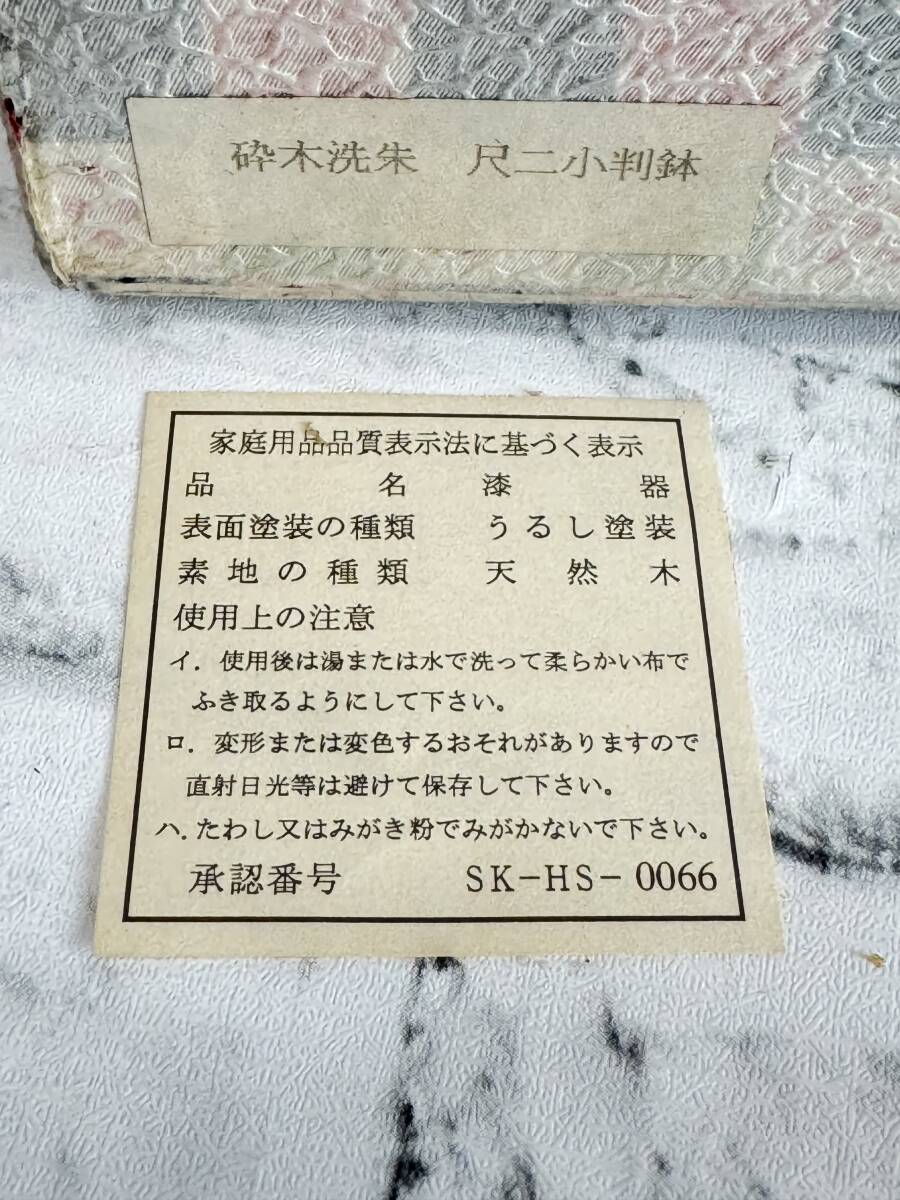 砕木洗朱　尺二小判鉢
家庭用品品質表示法に基づく表示
品　名　漆　器
表面塗装の種類　うるし塗装
素地の種類　天然木
使用上の注意
イ．使用後は湯または水で洗って柔らかい布で
ふき取るようにして下さい。
ロ．変形または変色するおそれがありますので
直射日光等は避けて保存して下さい。
ハ．たわし又はみがき粉でみがかないで下さい。
承認番号　SK-HS-0066